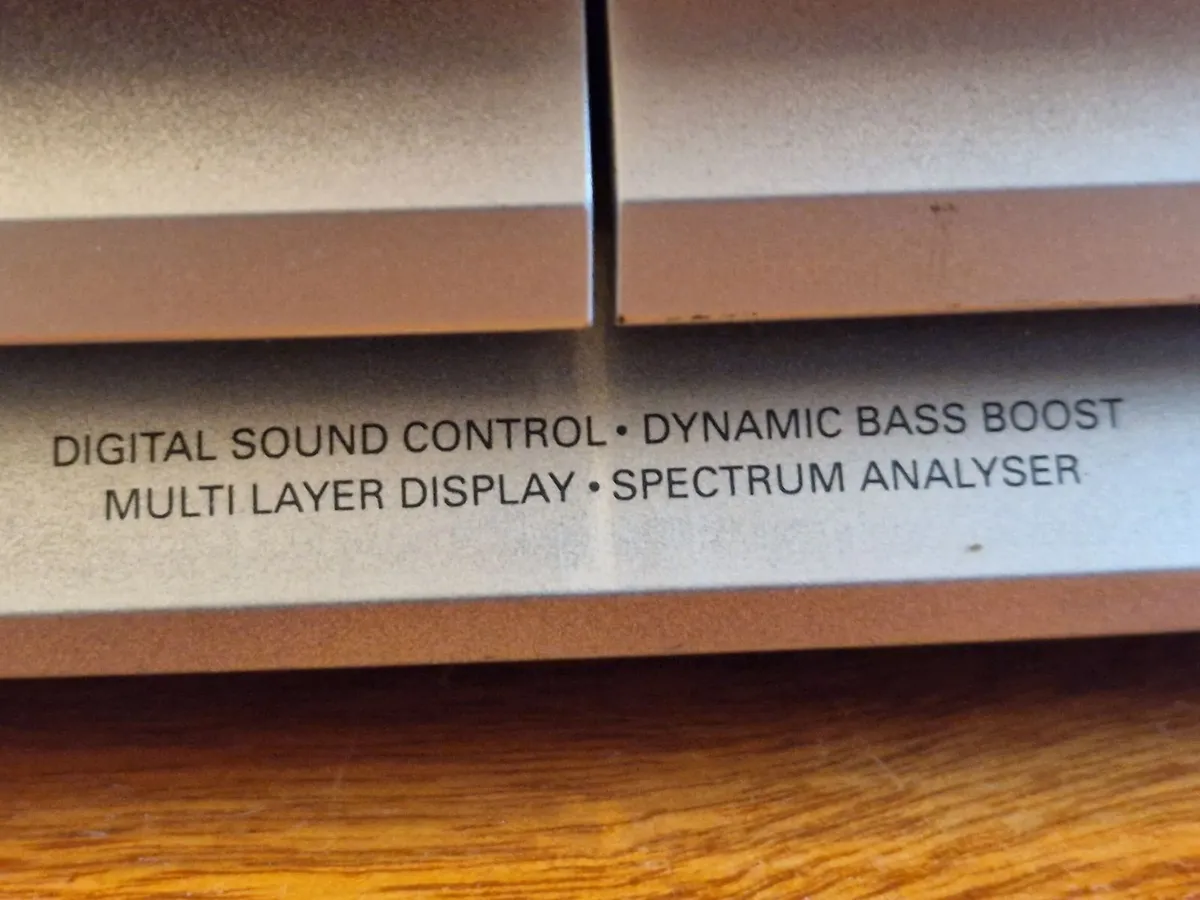 DIGITAL SOUND CONTROL • DYNAMIC BASS BOOST
MULTI LAYER DISPLAY • SPECTRUM ANALYSER